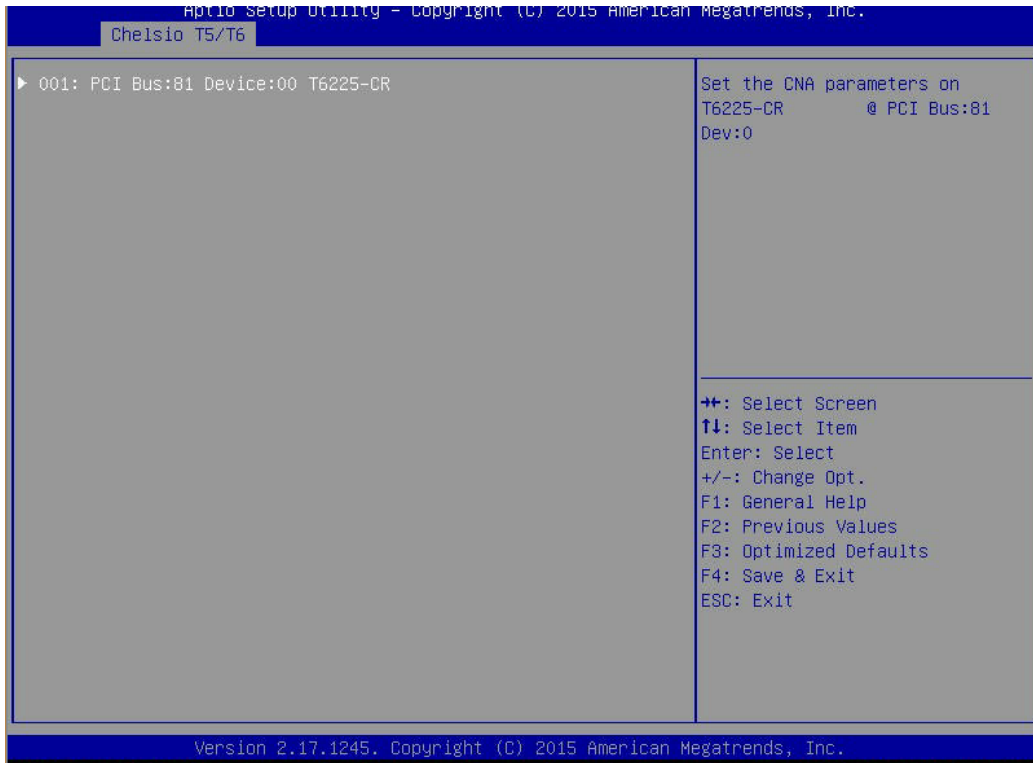 Aptio Setup Utility – Copyright (C) 2015 American Megatrends, Inc.
Chelsio T5/T6
▶ 001: PCI Bus:81 Device:00 T6225-CR
Set the CNA parameters on
T6225-CR @ PCI Bus:81
Dev:0
→←: Select Screen
↑↓: Select Item
Enter: Select
+/-: Change Opt.
F1: General Help
F2: Previous Values
F3: Optimized Defaults
F4: Save & Exit
ESC: Exit
Version 2.17.1245. Copyright (C) 2015 American Megatrends, Inc.